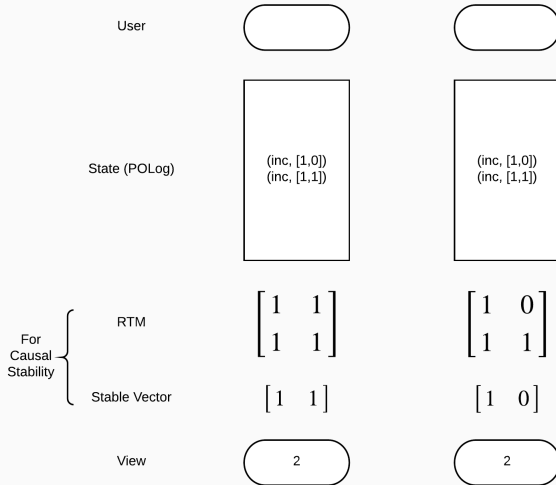 User
State (POLog)
(inc, [1,0])
(inc, [1,1])
(inc, [1,0])
(inc, [1,1])
For
Causal
Stability
RTM
1 1
1 1
1 0
1 1
Stable Vector
[1 1]
[1 0]
View
2
2